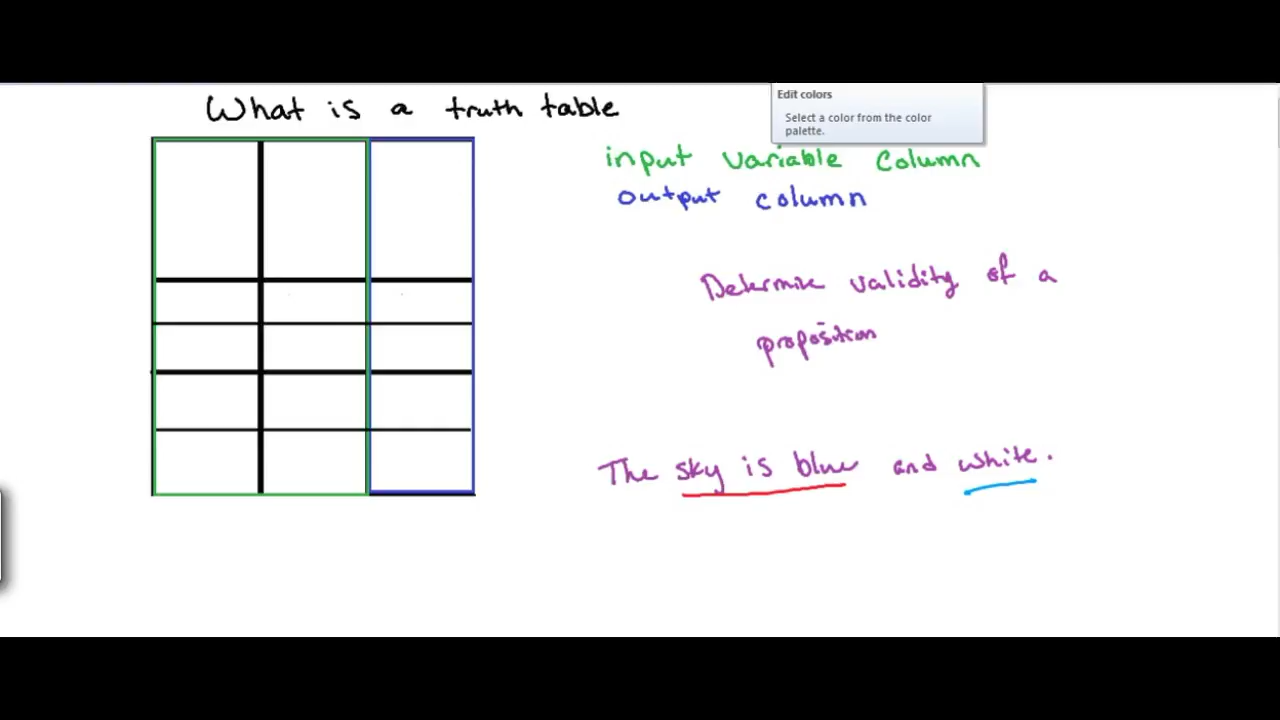 What is a truth table
Edit colors
Select a color from the color
palette.
input variable column
output column
Determine validity of a
proposition
The sky is blue and white.